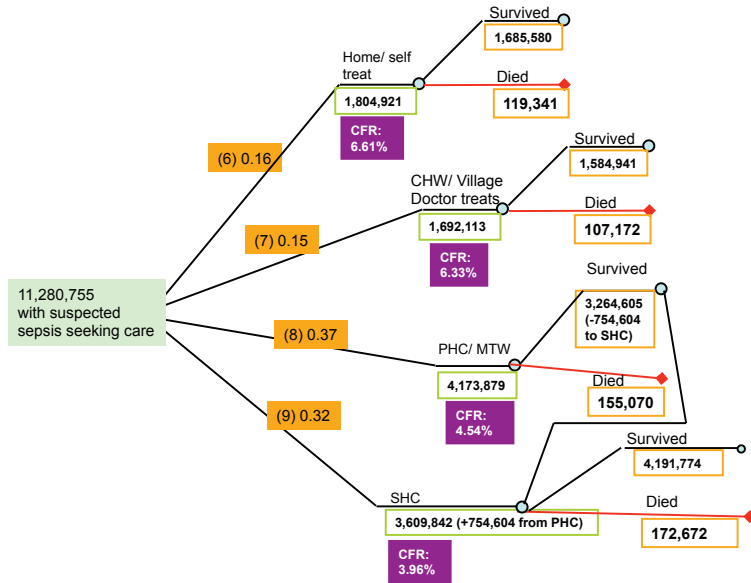 Survived
1,685,580
Home/ self
treat
Died
1,804,921
119,341
CFR:
6.61%
(6) 0.16
Survived
1,584,941
CHW/ Village
Doctor treats
Died
1,692,113
107,172
CFR:
6.33%
(7) 0.15
11,280,755
with suspected
sepsis seeking care
Survived
3,264,605
(-754,604
to SHC)
(8) 0.37
PHC/ MTW
Died
4,173,879
155,070
CFR:
4.54%
(9) 0.32
Survived
4,191,774
SHC
Died
3,609,842 (+754,604 from PHC)
172,672
CFR:
3.96%